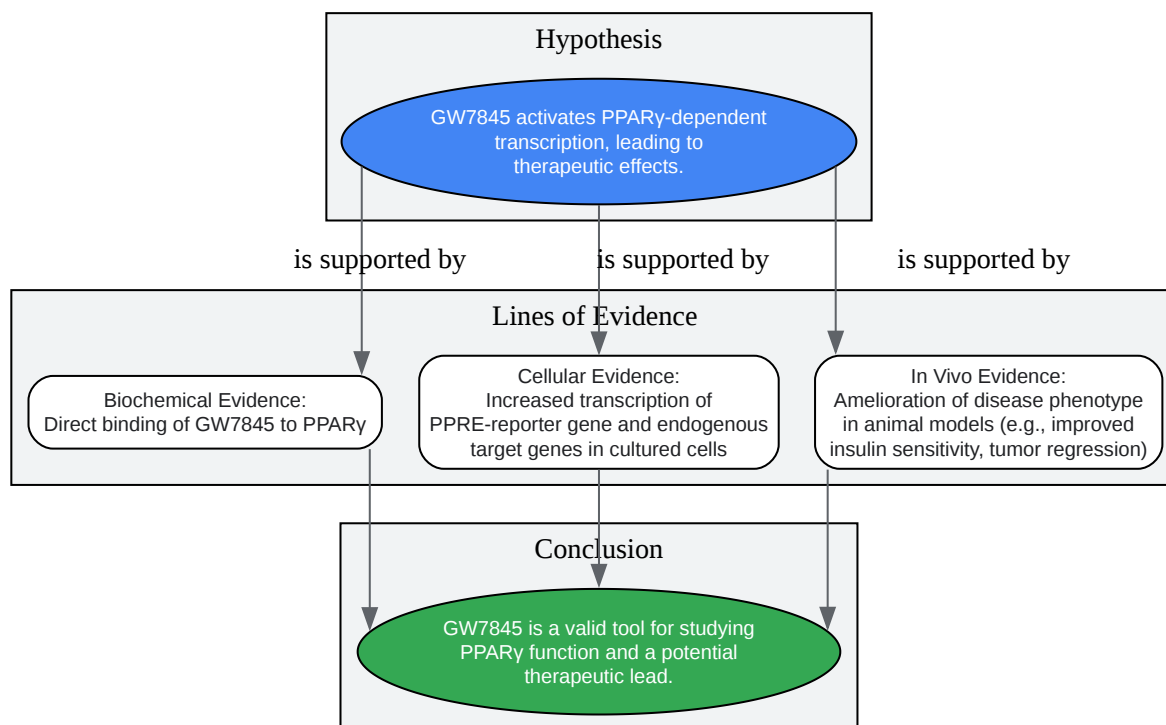 Hypothesis
GW7845 activates PPARγ-dependent
transcription, leading to
therapeutic effects.
is supported by
is supported by
is supported by
Lines of Evidence
Biochemical Evidence:
Direct binding of GW7845 to PPARγ
Cellular Evidence:
Increased transcription of
PPRE-reporter gene and endogenous
target genes in cultured cells
In Vivo Evidence:
Amelioration of disease phenotype
in animal models (e.g., improved
insulin sensitivity, tumor regression)
Conclusion
GW7845 is a valid tool for studying
PPARγ function and a potential
therapeutic lead.